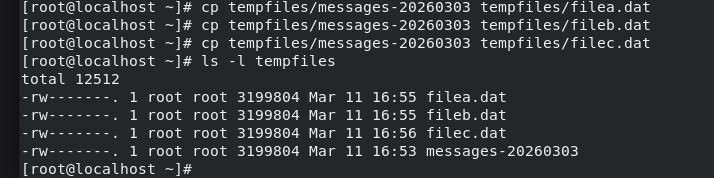 [root@localhost ~]# cp tempfiles/messages-20260303 tempfiles/filea.dat
[root@localhost ~]# cp tempfiles/messages-20260303 tempfiles/fileb.dat
[root@localhost ~]# cp tempfiles/messages-20260303 tempfiles/filec.dat
[root@localhost ~]# ls -l tempfiles
total 12512
-rw-------. 1 root root 3199804 Mar 11 16:55 filea.dat
-rw-------. 1 root root 3199804 Mar 11 16:55 fileb.dat
-rw-------. 1 root root 3199804 Mar 11 16:56 filec.dat
-rw-------. 1 root root 3199804 Mar 11 16:53 messages-20260303
[root@localhost ~]#